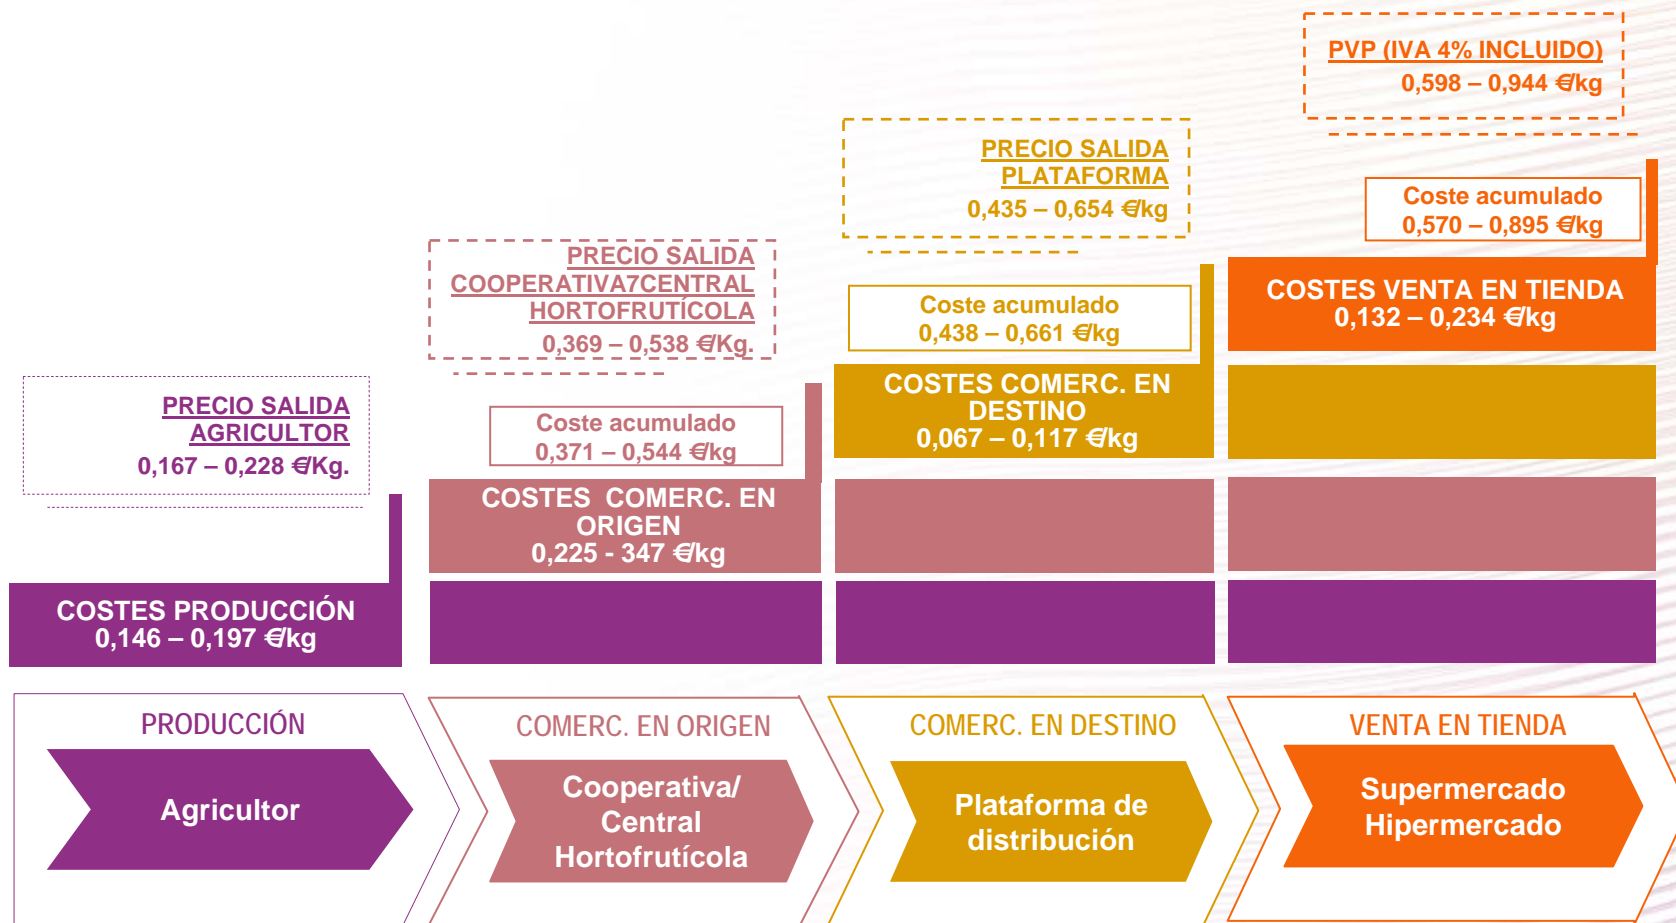 PVP (IVA 4% INCLUIDO)
0,598 – 0,944 €/kg
PRECIO SALIDA
PLATAFORMA
0,435 – 0,654 €/kg
Coste acumulado
0,570 – 0,895 €/kg
PRECIO SALIDA
COOPERATIVA7CENTRAL
HORTOFRUTÍCOLA
0,369 – 0,538 €/Kg.
COSTES VENTA EN TIENDA
0,132 – 0,234 €/kg
Coste acumulado
0,438 – 0,661 €/kg
PRECIO SALIDA
AGRICULTOR
0,167 – 0,228 €/Kg.
COSTES COMERC. EN
DESTINO
0,067 – 0,117 €/kg
Coste acumulado
0,371 – 0,544 €/kg
COSTES COMERC. EN
ORIGEN
0,225 - 347 €/kg
COSTES PRODUCCIÓN
0,146 – 0,197 €/kg
PRODUCCIÓN
Agricultor
COMERC. EN ORIGEN
Cooperativa/
Central
Hortofrutícola
COMERC. EN DESTINO
Plataforma de
distribución
VENTA EN TIENDA
Supermercado
Hipermercado